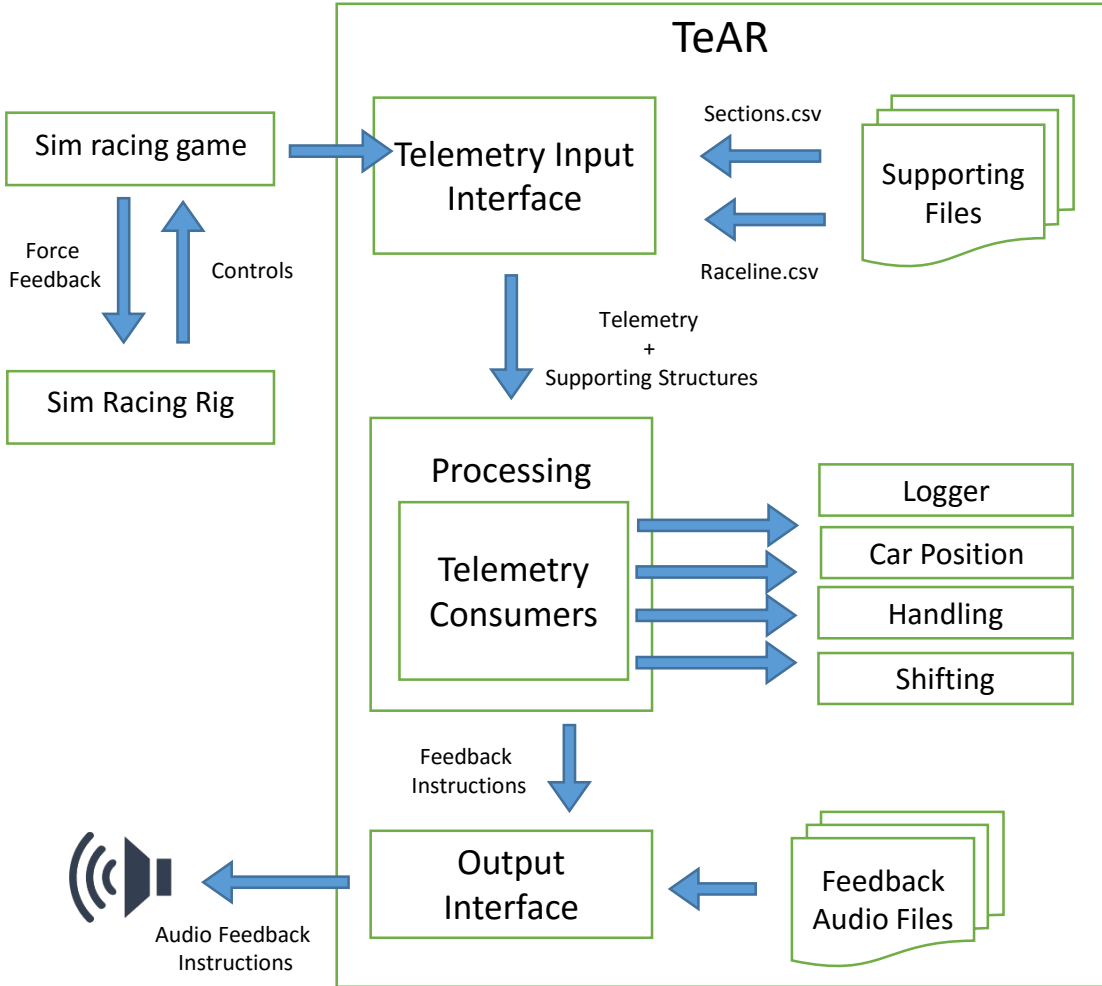 TeAR
Sim racing game
Telemetry Input
Interface
Sections.csv
Supporting
Files
Raceline.csv
Force
Feedback
Controls
Sim Racing Rig
Telemetry
+
Supporting Structures
Processing
Telemetry
Consumers
Logger
Car Position
Handling
Shifting
Feedback
Instructions
Output
Interface
Feedback
Audio Files
Audio Feedback
Instructions